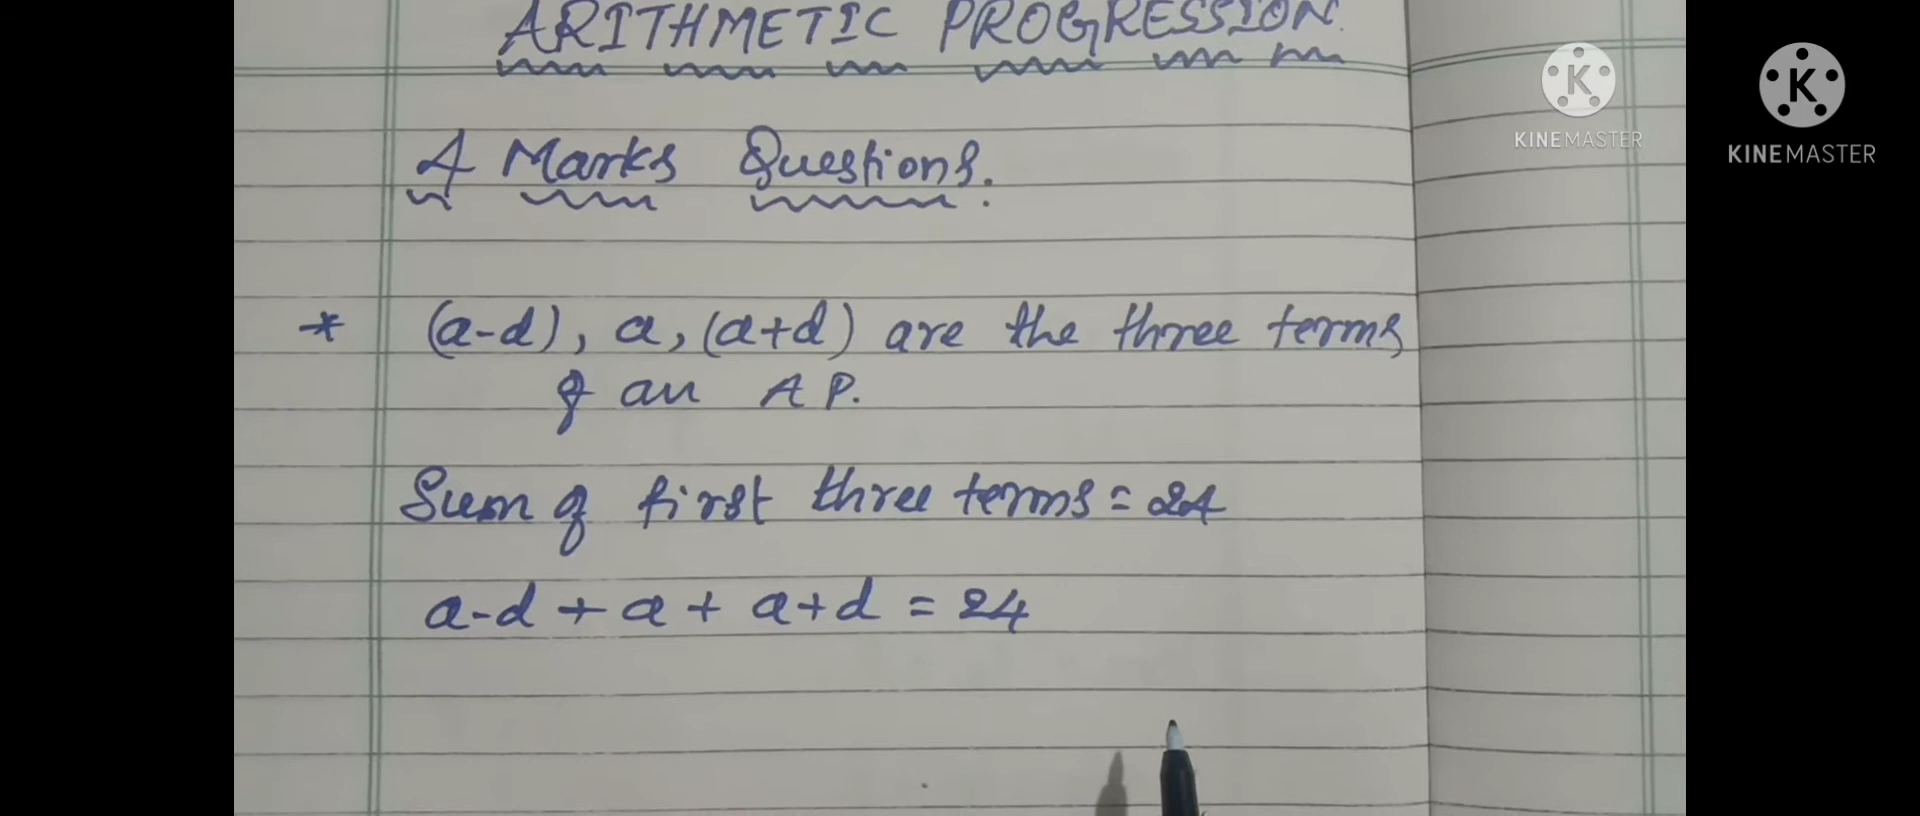 ARITHMETIC PROGRESSION.
4 Marks Questions.
* (a-d), a, (a+d) are the three terms
of an AP.
Sum of first three terms = 24
a-d + a + a+d = 24
K
KINEMASTER
K
KINEMASTER